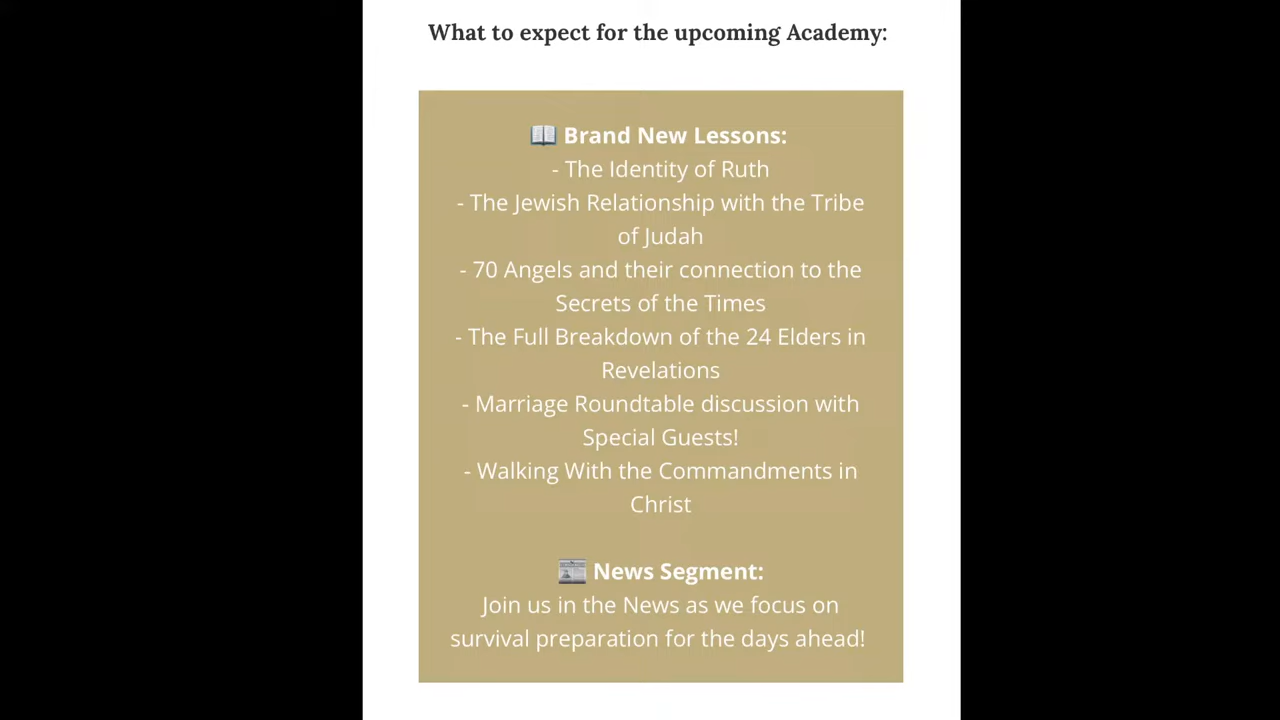 What to expect for the upcoming Academy:
📖 Brand New Lessons:
- The Identity of Ruth
- The Jewish Relationship with the Tribe
of Judah
- 70 Angels and their connection to the
Secrets of the Times
- The Full Breakdown of the 24 Elders in
Revelations
- Marriage Roundtable discussion with
Special Guests!
- Walking With the Commandments in
Christ
📰 News Segment:
Join us in the News as we focus on
survival preparation for the days ahead!